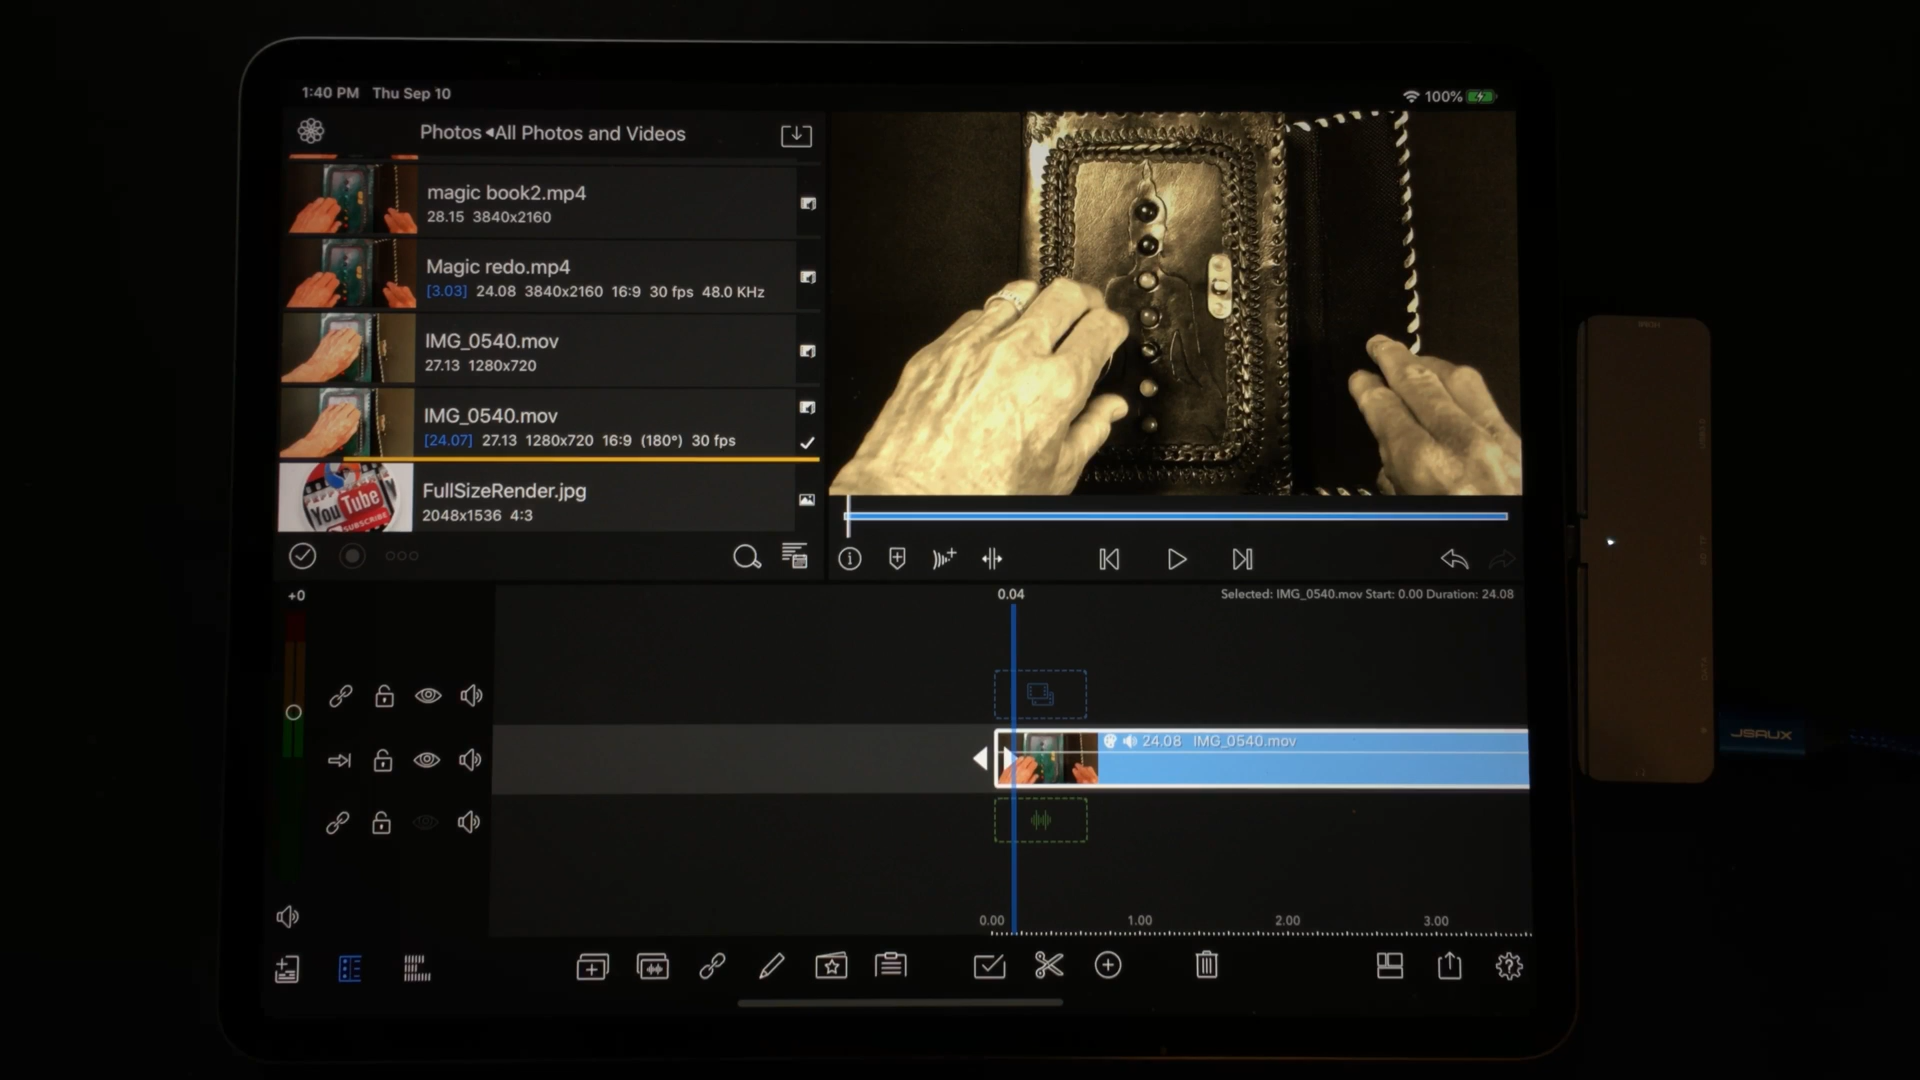 1:40 PM Thu Sep 10
100%
Photos All Photos and Videos
magic book2.mp4
28.15 3840x2160
Magic redo.mp4
[3.03] 24.08 3840x2160 16:9 30 fps 48.0 KHz
IMG_0540.mov
27.13 1280x720
IMG_0540.mov
[24.07] 27.13 1280x720 16:9 (180°) 30 fps
You Tube
SUBSCRIBE
FullSizeRender.jpg
2048x1536 4:3
+0
0.04
Selected: IMG_0540.mov Start: 0.00 Duration: 24.08
24.08 IMG_0540.mov
0.00 1.00 2.00 3.00
JSAUX